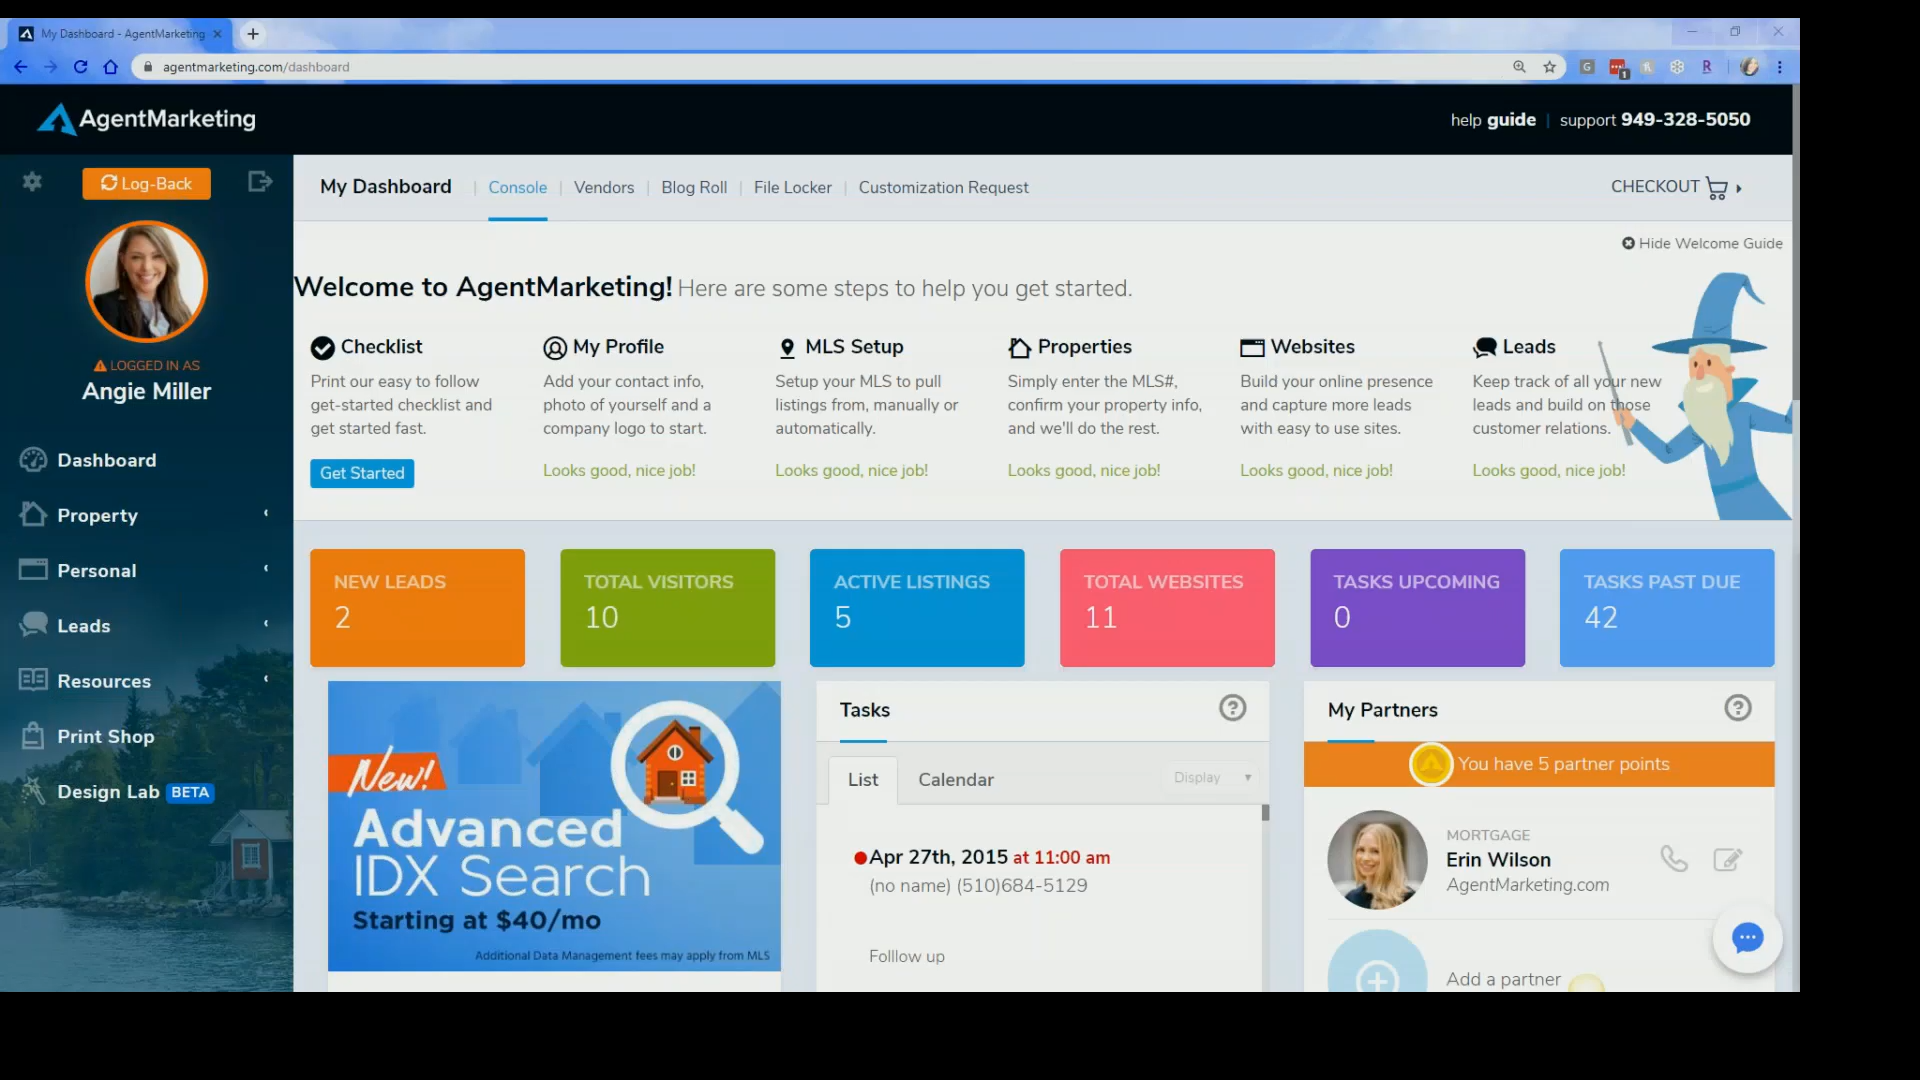 My Dashboard - AgentMarketing
agentmarketing.com/dashboard
AgentMarketing
help guide | support 949-328-5050
Log-Back
LOGGED IN AS
Angie Miller
Dashboard
Property
Personal
Leads
Resources
Print Shop
Design Lab BETA
My Dashboard | Console | Vendors | Blog Roll | File Locker | Customization Request
CHECKOUT
Hide Welcome Guide
Welcome to AgentMarketing! Here are some steps to help you get started.
Checklist
Print our easy to follow
get-started checklist and
get started fast.
Get Started
My Profile
Add your contact info,
photo of yourself and a
company logo to start.
Looks good, nice job!
MLS Setup
Setup your MLS to pull
listings from, manually or
automatically.
Looks good, nice job!
Properties
Simply enter the MLS#,
confirm your property info,
and we'll do the rest.
Looks good, nice job!
Websites
Build your online presence
and capture more leads
with easy to use sites.
Looks good, nice job!
Leads
Keep track of all your new
leads and build on those
customer relations.
Looks good, nice job!
NEW LEADS
2
TOTAL VISITORS
10
ACTIVE LISTINGS
5
TOTAL WEBSITES
11
TASKS UPCOMING
0
TASKS PAST DUE
42
New!
Advanced
IDX Search
Starting at $40/mo
Additional Data Management fees may apply from MLS
Tasks
List
Calendar
Display
Apr 27th, 2015 at 11:00 am
(no name) (510)684-5129
Folllow up
My Partners
You have 5 partner points
MORTGAGE
Erin Wilson
AgentMarketing.com
Add a partner